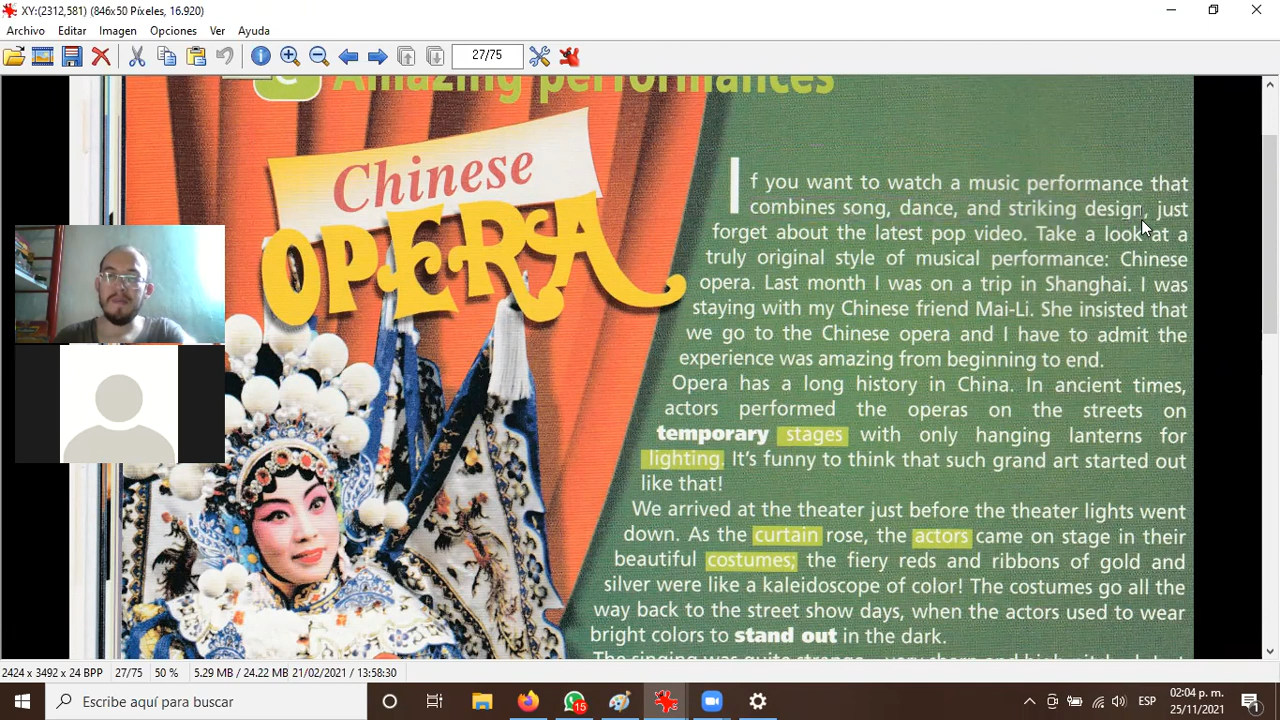 XY:(2312,581) (846x50 Píxeles, 16.920)
Archivo Editar Imagen Opciones Ver Ayuda
27/75
Amazing performances
Chinese
OPERA
If you want to watch a music performance that
combines song, dance, and striking design, just
forget about the latest pop video. Take a look at a
truly original style of musical performance: Chinese
opera. Last month I was on a trip in Shanghai. I was
staying with my Chinese friend Mai-Li. She insisted that
we go to the Chinese opera and I have to admit the
experience was amazing from beginning to end.
Opera has a long history in China. In ancient times,
actors performed the operas on the streets on
temporary stages with only hanging lanterns for
lighting. It's funny to think that such grand art started out
like that!
We arrived at the theater just before the theater lights went
down. As the curtain rose, the actors came on stage in their
beautiful costumes; the fiery reds and ribbons of gold and
silver were like a kaleidoscope of color! The costumes go all the
way back to the street show days, when the actors used to wear
bright colors to stand out in the dark.
The singing was quite strange
2424 x 3492 x 24 BPP 27/75 50 % 5.29 MB / 24.22 MB 21/02/2021 / 13:58:30
Escribe aquí para buscar
15
ESP
02:04 p. m.
25/11/2021
1